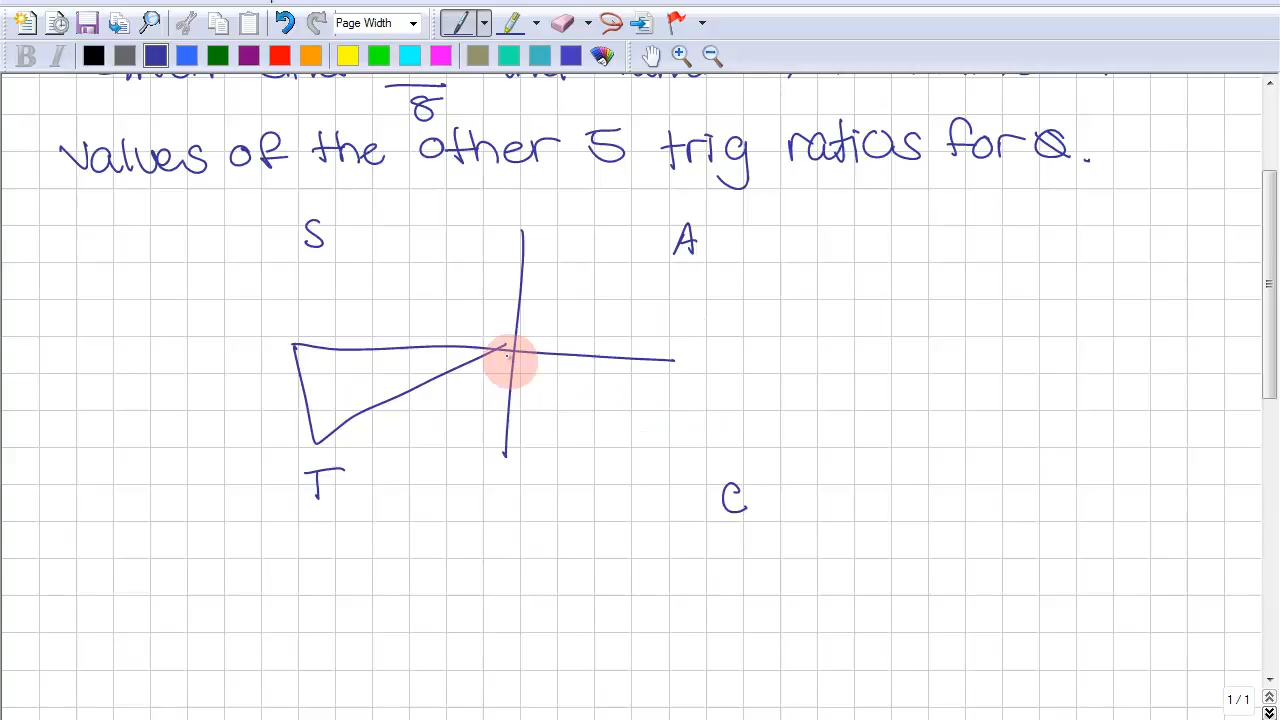 Page Width
B I
8
values of the other 5 trig ratios for θ.
S A
T
C
1 / 1